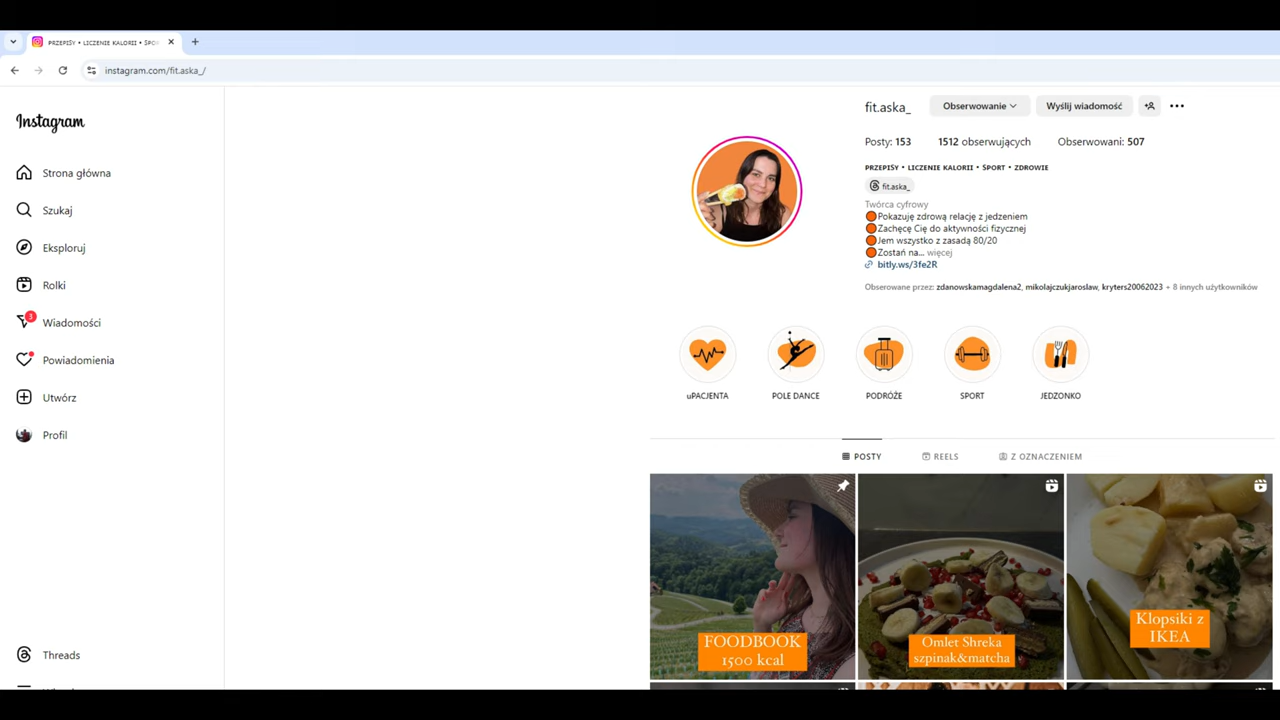 PRZEPISY • LICZENIE KALORII • SPO
instagram.com/fit.aska_/
Instagram
Strona główna
Szukaj
Eksploruj
Rolki
3
Wiadomości
Powiadomienia
Utwórz
Profil
Threads
fit.aska_
Obserwowanie
Wyślij wiadomość
Posty: 153
1512 obserwujących
Obserwowani: 507
PRZEPISY • LICZENIE KALORII • SPORT • ZDROWIE
fit.aska_
Twórca cyfrowy
Pokazuję zdrową relację z jedzeniem
Zachęcę Cię do aktywności fizycznej
Jem wszystko z zasadą 80/20
Zostań na... więcej
bitly.ws/3fe2R
Obserwowane przez: zdanowskamagdalena2, mikolajczukjaroslaw, kryters20062023 + 8 innych użytkowników
uPACJENTA
POLE DANCE
PODRÓŻE
SPORT
JEDZONKO
POSTY
REELS
Z OZNACZENIEM
FOODBOOK
1500 kcal
Omlet Shreka
szpinak&matcha
Klopsiki z
IKEA